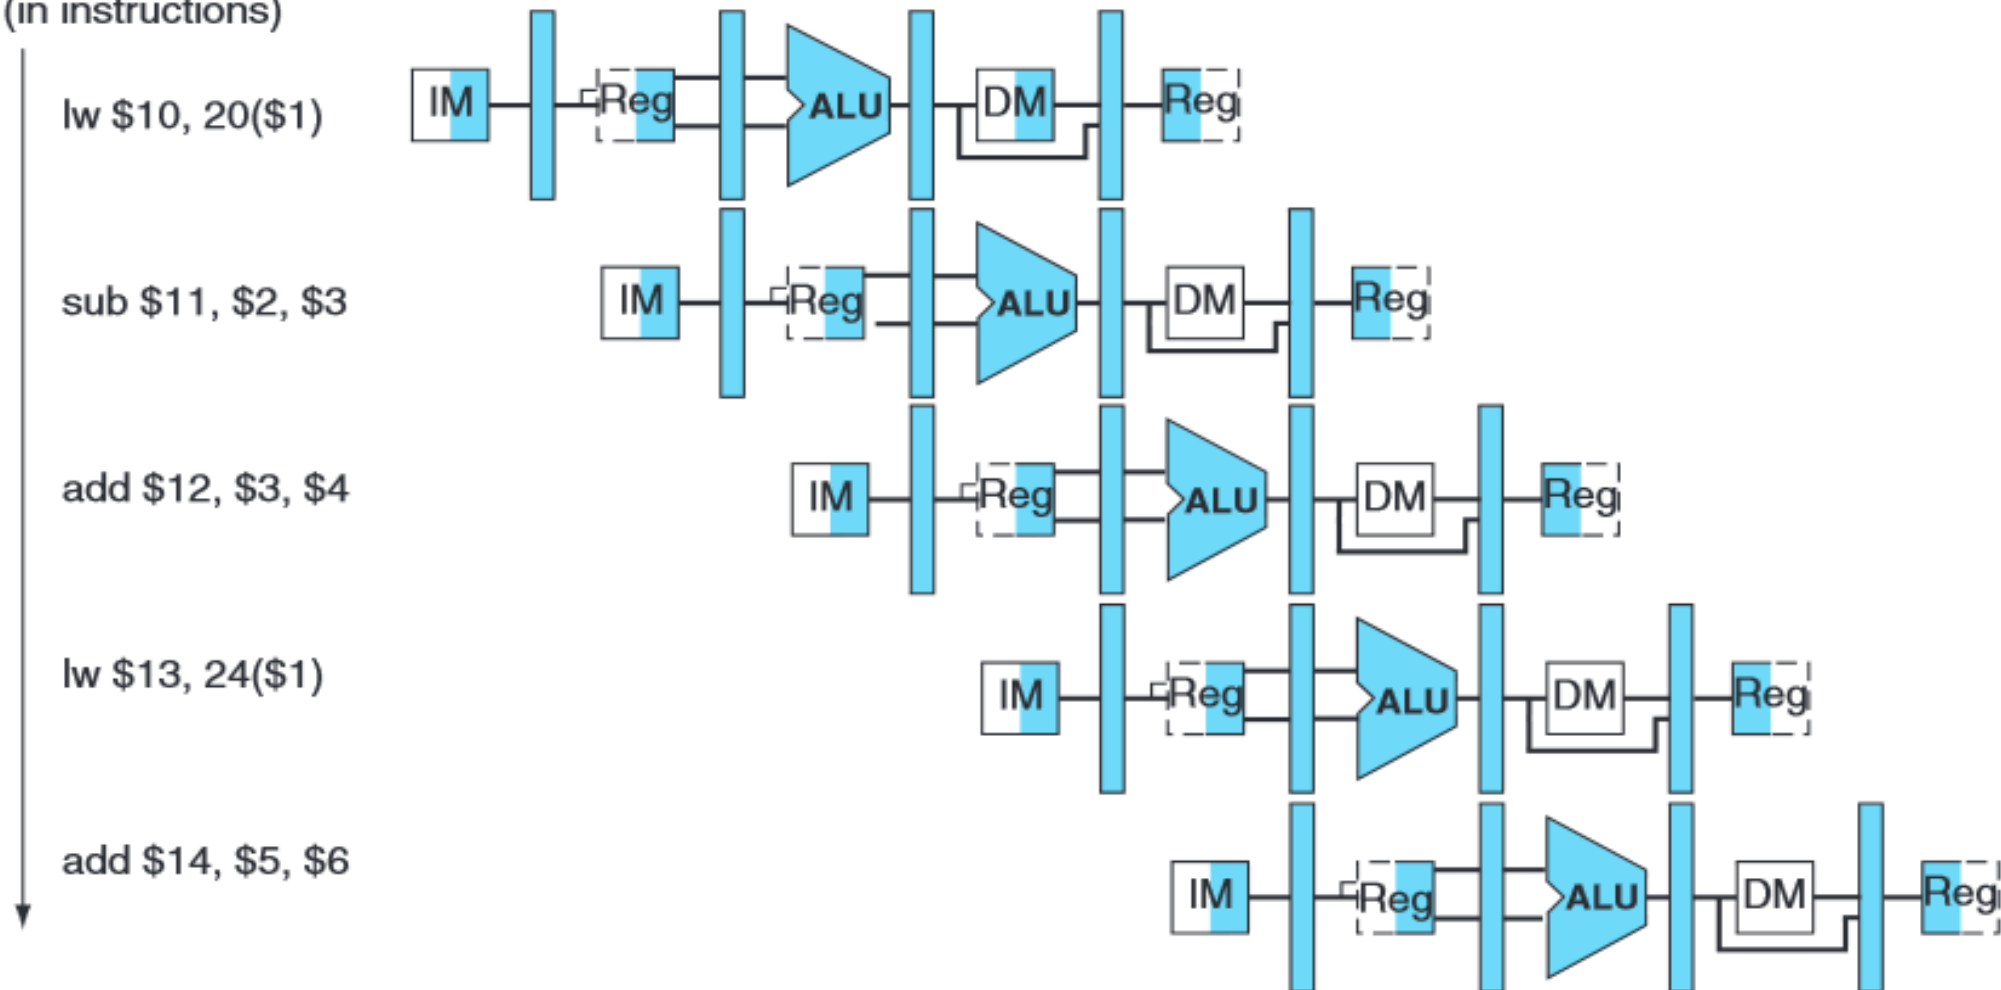 (in instructions)
lw $10, 20($1) IM Reg ALU DM Reg
sub $11, $2, $3 IM Reg ALU DM Reg
add $12, $3, $4 IM Reg ALU DM Reg
lw $13, 24($1) IM Reg ALU DM Reg
add $14, $5, $6 IM Reg ALU DM Reg